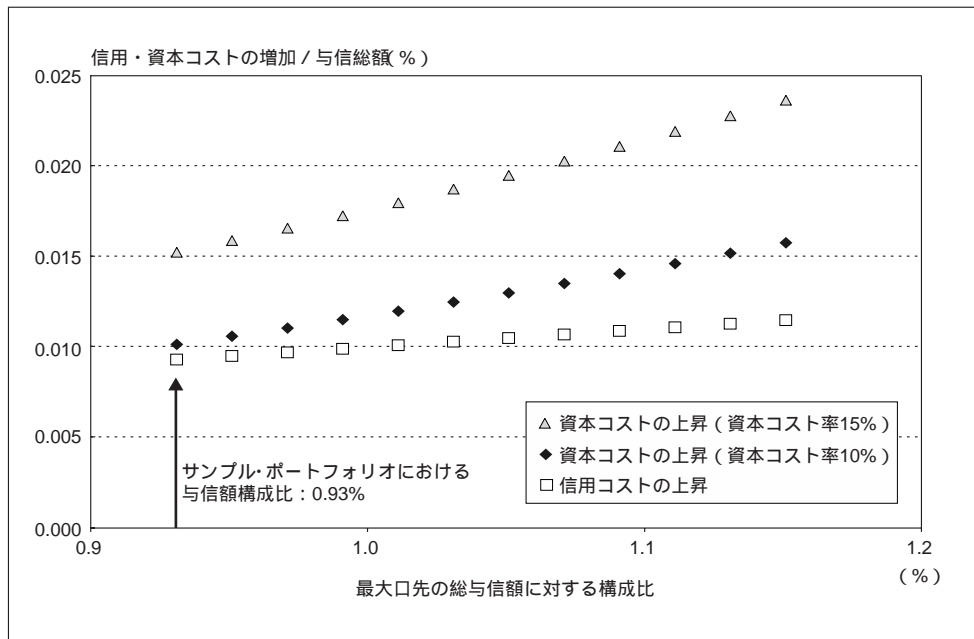 信用・資本コストの増加 / 与信総額(%)
0.025
0.020
0.015
0.010
0.005
0.000
資本コストの上昇(資本コスト率15%)
資本コストの上昇(資本コスト率10%)
信用コストの上昇
サンプル・ポートフォリオにおける
与信額構成比:0.93%
0.9
1.0
1.1
1.2
(%)
最大口先の総与信額に対する構成比